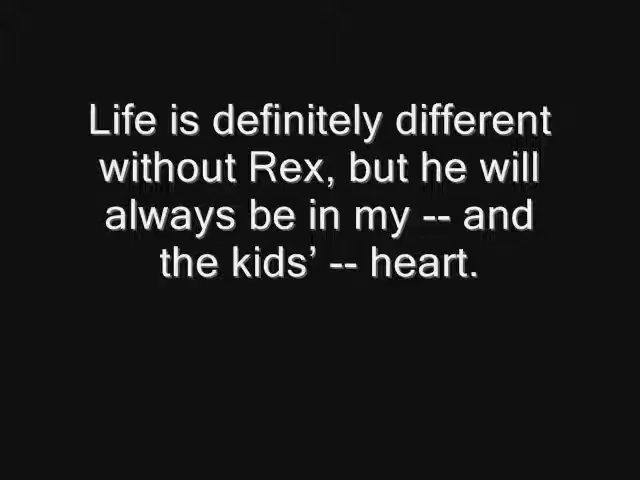 Life is definitely different
without Rex, but he will
always be in my -- and
the kids’ -- heart.